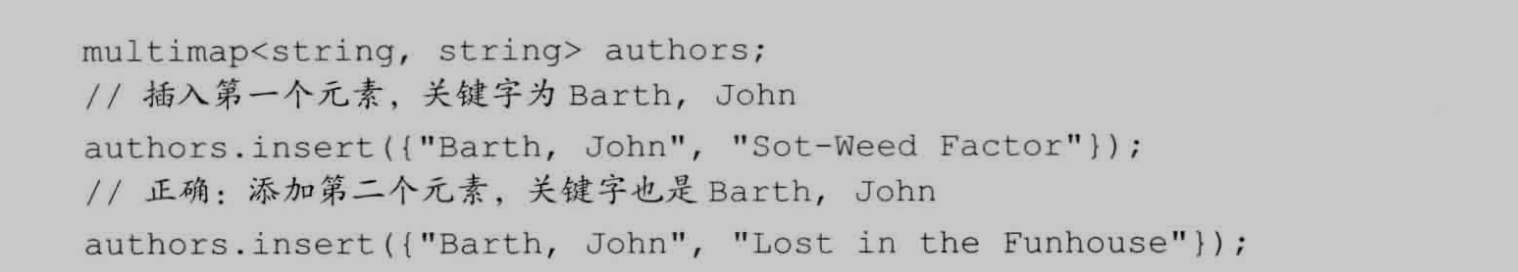 multimap<string, string> authors;
// 插入第一个元素，关键字为 Barth, John
authors.insert({"Barth, John", "Sot-Weed Factor"});
// 正确：添加第二个元素，关键字也是 Barth, John
authors.insert({"Barth, John", "Lost in the Funhouse"});